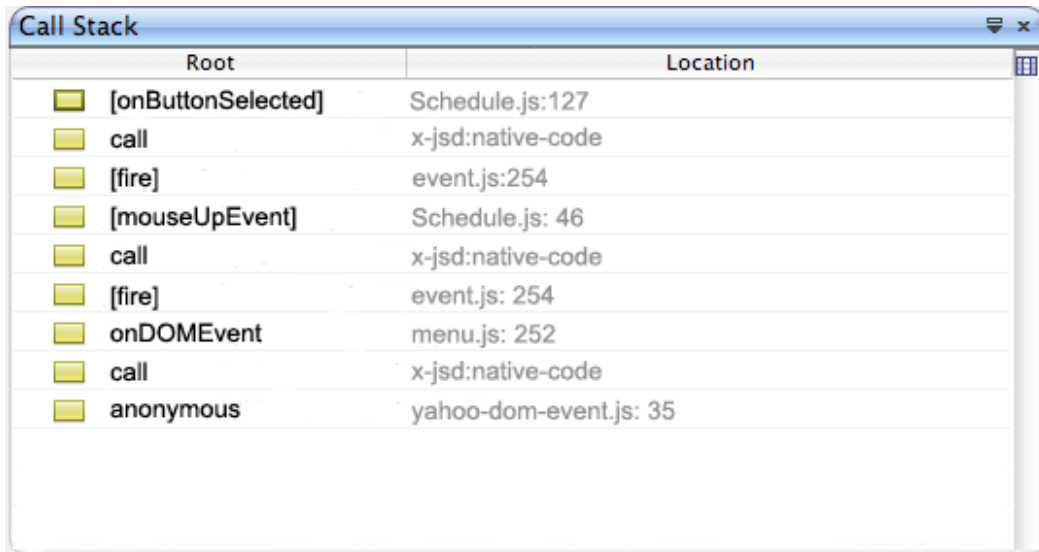 Call Stack
Root Location
[onButtonSelected] Schedule.js:127
call x-jsd:native-code
[fire] event.js:254
[mouseUpEvent] Schedule.js: 46
call x-jsd:native-code
[fire] event.js: 254
onDOMEvent menu.js: 252
call x-jsd:native-code
anonymous yahoo-dom-event.js: 35